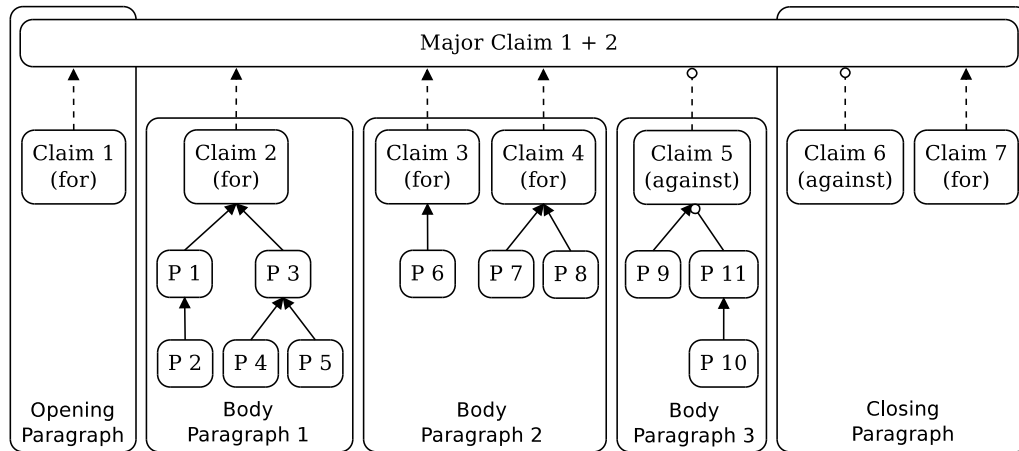 Major Claim 1 + 2
Claim 1
(for)
Claim 2
(for)
Claim 3
(for)
Claim 4
(for)
Claim 5
(against)
Claim 6
(against)
Claim 7
(for)
P 1
P 3
P 6
P 7
P 8
P 9
P 11
P 2
P 4
P 5
P 10
Opening
Paragraph
Body
Paragraph 1
Body
Paragraph 2
Body
Paragraph 3
Closing
Paragraph